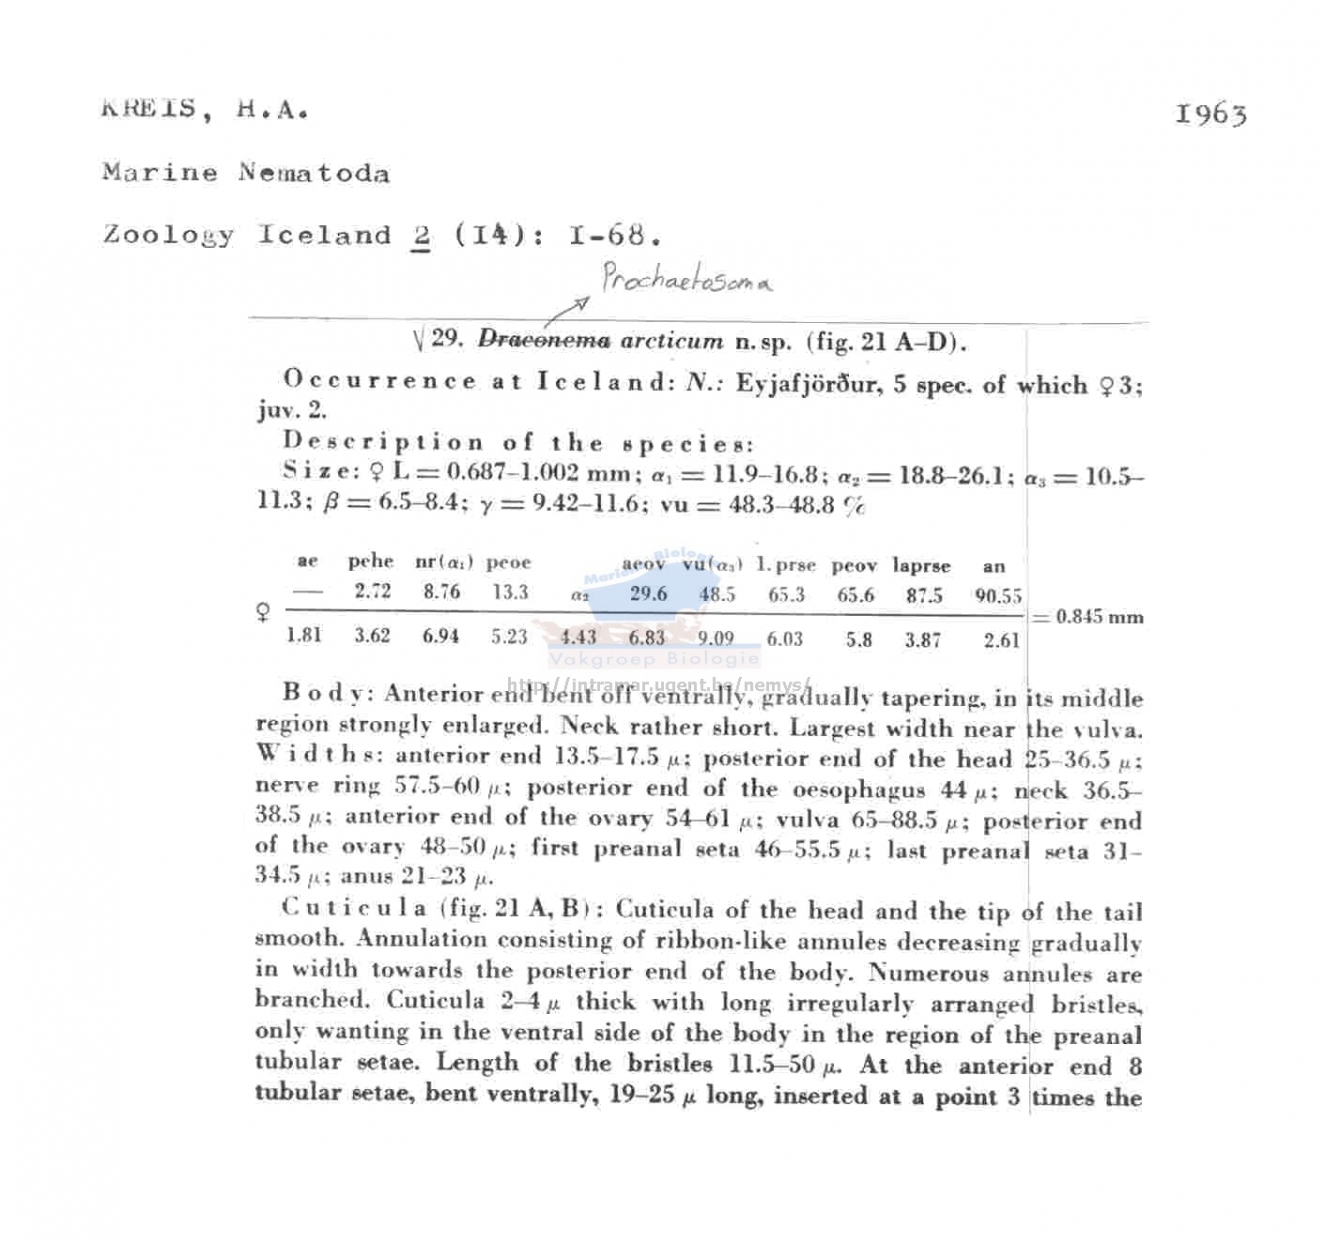 KREIS, H.A.
1963
Marine Nematoda
Zoology Iceland 2 (I4): I-68.
Prochaetosoma
√ 29. Draconema arcticum n. sp. (fig. 21 A–D).
Occurrence at Iceland: N.: Eyjafjörður, 5 spec. of which ♀ 3;
juv. 2.
Description of the species:
Size: ♀ L = 0.687–1.002 mm; α₁ = 11.9–16.8; α₂ = 18.8–26.1; α₃ = 10.5–
11.3; β = 6.5–8.4; γ = 9.42–11.6; vu = 48.3–48.8 %
ae pehe nr(α₁) peoe aeov vu(α₃) l. prse peov laprse an
— 2.72 8.76 13.3 α₂ 29.6 48.5 65.3 65.6 87.5 90.55
♀ = 0.845 mm
1.81 3.62 6.94 5.23 4.43 6.83 9.09 6.03 5.8 3.87 2.61
Marine Biologie
Vakgroep Biologie
http://intramar.ugent.be/nemys/
Body: Anterior end bent off ventrally, gradually tapering, in its middle
region strongly enlarged. Neck rather short. Largest width near the vulva.
Widths: anterior end 13.5–17.5 μ; posterior end of the head 25–36.5 μ;
nerve ring 57.5–60 μ; posterior end of the oesophagus 44 μ; neck 36.5–
38.5 μ; anterior end of the ovary 54–61 μ; vulva 65–88.5 μ; posterior end
of the ovary 48–50 μ; first preanal seta 46–55.5 μ; last preanal seta 31–
34.5 μ; anus 21–23 μ.
Cuticula (fig. 21 A, B): Cuticula of the head and the tip of the tail
smooth. Annulation consisting of ribbon-like annules decreasing gradually
in width towards the posterior end of the body. Numerous annules are
branched. Cuticula 2–4 μ thick with long irregularly arranged bristles,
only wanting in the ventral side of the body in the region of the preanal
tubular setae. Length of the bristles 11.5–50 μ. At the anterior end 8
tubular setae, bent ventrally, 19–25 μ long, inserted at a point 3 times the